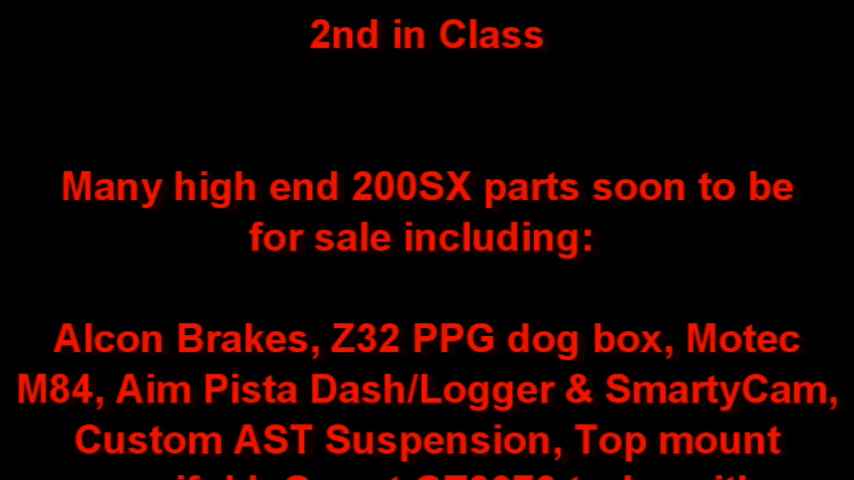 2nd in Class
Many high end 200SX parts soon to be
for sale including:
Alcon Brakes, Z32 PPG dog box, Motec
M84, Aim Pista Dash/Logger & SmartyCam,
Custom AST Suspension, Top mount